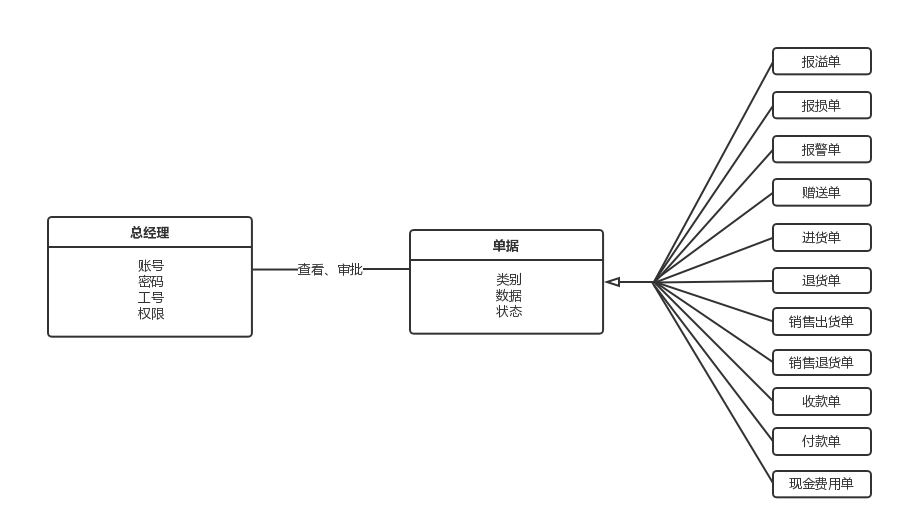 总经理
账号
密码
工号
权限
查看、审批
单据
类别
数据
状态
报溢单
报损单
报警单
赠送单
进货单
退货单
销售出货单
销售退货单
收款单
付款单
现金费用单